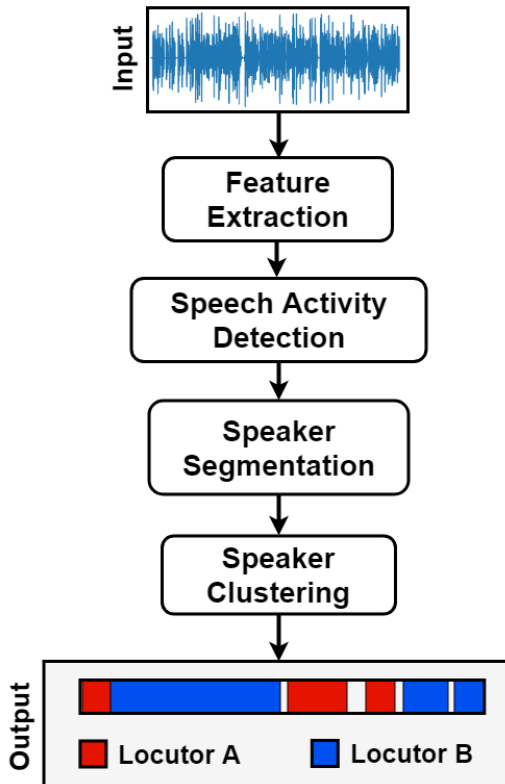 Input
Feature
Extraction
Speech Activity
Detection
Speaker
Segmentation
Speaker
Clustering
Output
Locutor A
Locutor B